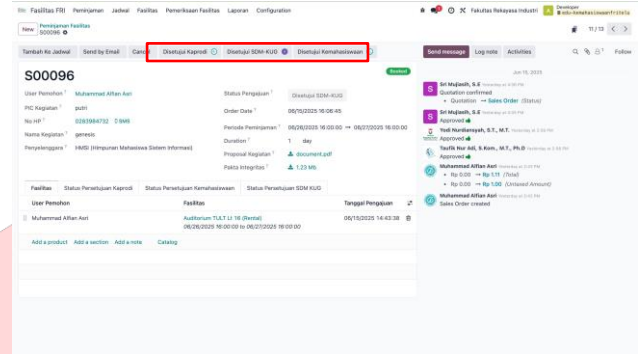 Fasilitas FRI Peminjaman Jadwal Fasilitas Pemeriksaan Fasilitas Laporan Configuration
Fakultas Rekayasa Industri
Developer
New
Peminjaman Fasilitas
S00096
11 / 13
Tambah Ke Jadwal Send by Email Cancel Disetujui Kaprodi Disetujui SDM-KUG Disetujui Kemahasiswaan
Send message Log note Activities
Follow
Booked
S00096
User Pemohon ? Muhammad Alfian Asri
PIC Kegiatan ? putri
No HP ? 0283984732 SMS
Nama Kegiatan ? genesis
Penyelenggara ? HMSI (Himpunan Mahasiswa Sistem Informasi)
Status Pengajuan ? Disetujui SDM-KUG
Order Date ? 06/15/2025 16:06:45
Periode Peminjaman ? 06/26/2025 16:00:00 → 06/27/2025 16:00:00
Duration ? 1 day
Proposal Kegiatan ? document.pdf
Pakta Integritas ? 1.23 Mb
Fasilitas Status Persetujuan Kaprodi Status Persetujuan Kemahasiswaan Status Persetujuan SDM KUG
User Pemohon Fasilitas Tanggal Pengajuan
Muhammad Alfian Asri Auditorium TULT Lt 16 (Rental) 06/15/2025 14:43:38
06/26/2025 16:00:00 to 06/27/2025 16:00:00
Add a product Add a section Add a note Catalog
Jun 15, 2025
Sri Mujiasih, S.E
Quotation confirmed
Quotation → Sales Order (Status)
Sri Mujiasih, S.E
Approved
Yodi Nurdiansyah, S.T., M.T.
Approved
Taufik Nur Adi, S.Kom., M.T., Ph.D
Approved
Muhammad Alfian Asri
Rp 0.00 → Rp 1.11 (Total)
Rp 0.00 → Rp 1.00 (Untaxed Amount)
Muhammad Alfian Asri
Sales Order created